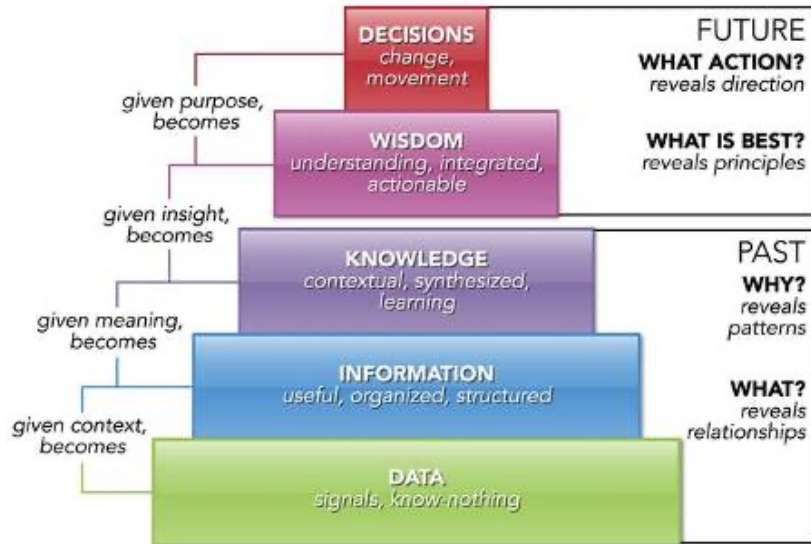 DECISIONS
change,
movement
given purpose,
becomes
WISDOM
understanding, integrated,
actionable
given insight,
becomes
KNOWLEDGE
contextual, synthesized,
learning
given meaning,
becomes
INFORMATION
useful, organized, structured
given context,
becomes
DATA
signals, know-nothing
FUTURE
WHAT ACTION?
reveals direction
WHAT IS BEST?
reveals principles
PAST
WHY?
reveals
patterns
WHAT?
reveals
relationships